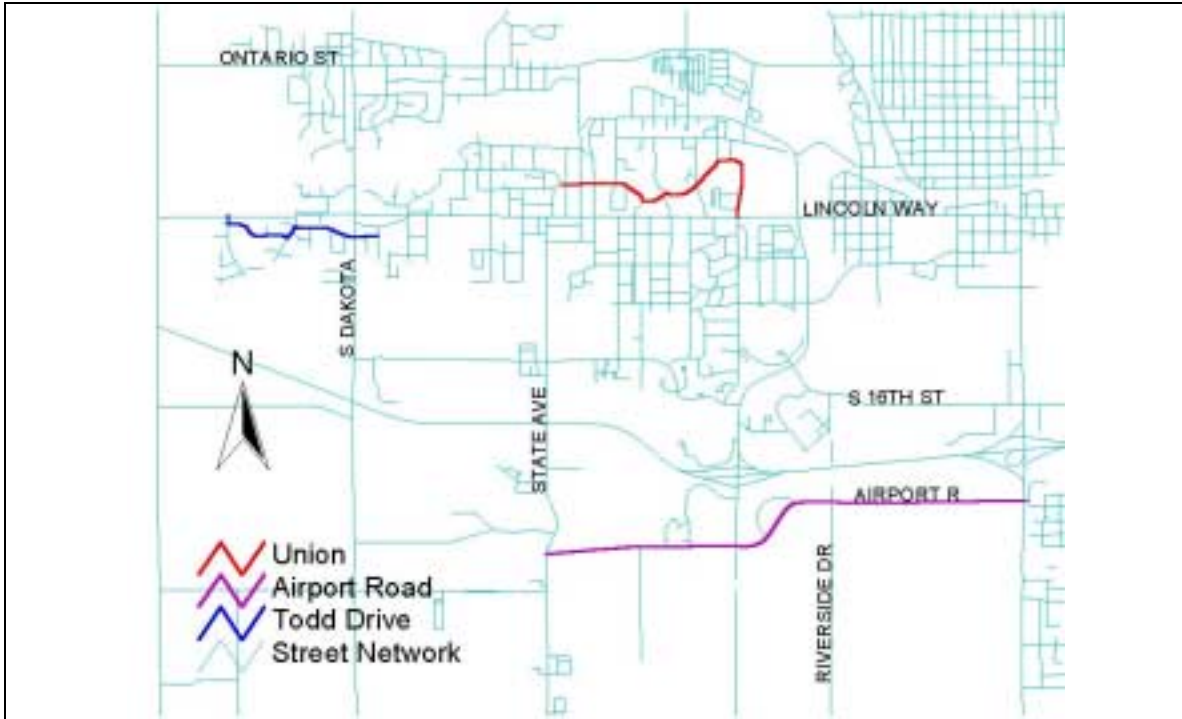 ONTARIO ST
LINCOLN WAY
S DAKOTA
N
STATE AVE
S 16TH ST
AIRPORT R
RIVERSIDE DR
Union
Airport Road
Todd Drive
Street Network